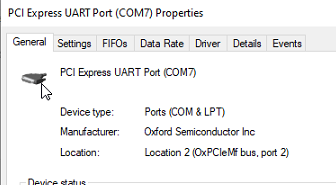 PCI Express UART Port (COM7) Properties
General Settings FIFOs Data Rate Driver Details Events
PCI Express UART Port (COM7)
Device type: Ports (COM & LPT)
Manufacturer: Oxford Semiconductor Inc
Location: Location 2 (OxPCIeMf bus, port 2)
Device status